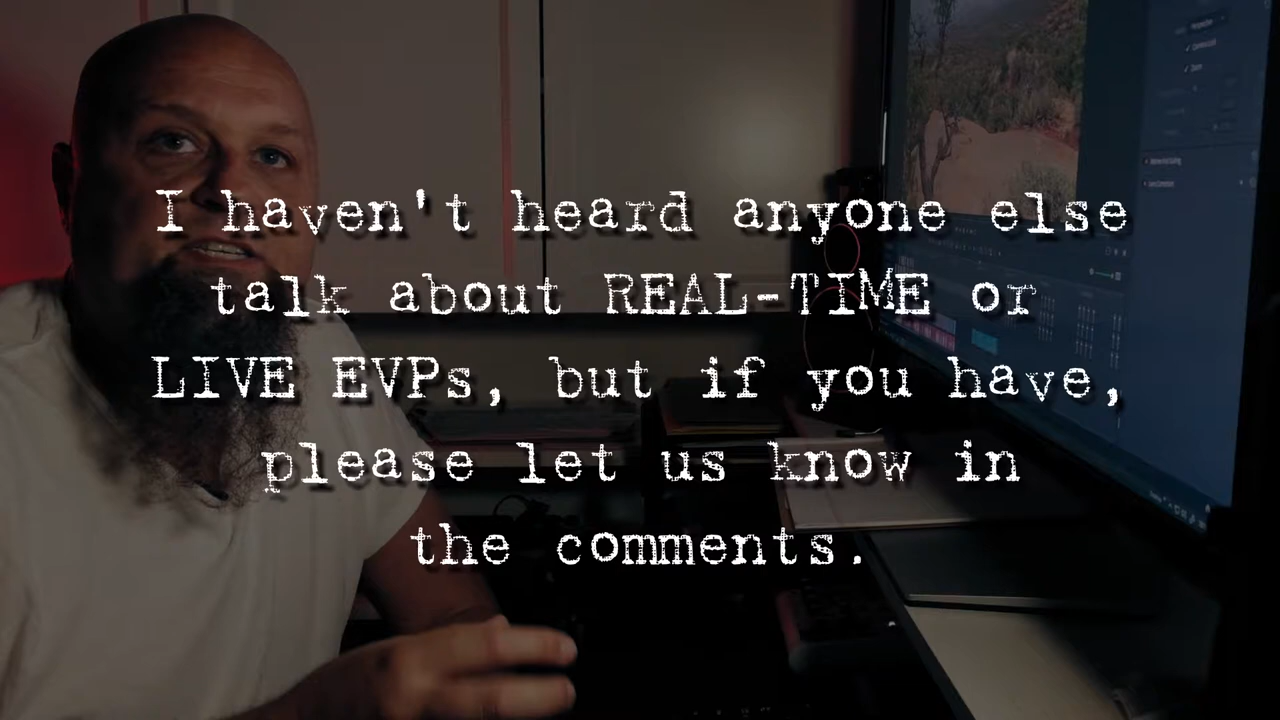 I haven't heard anyone else
talk about REAL-TIME or
LIVE EVPs, but if you have,
please let us know in
the comments.